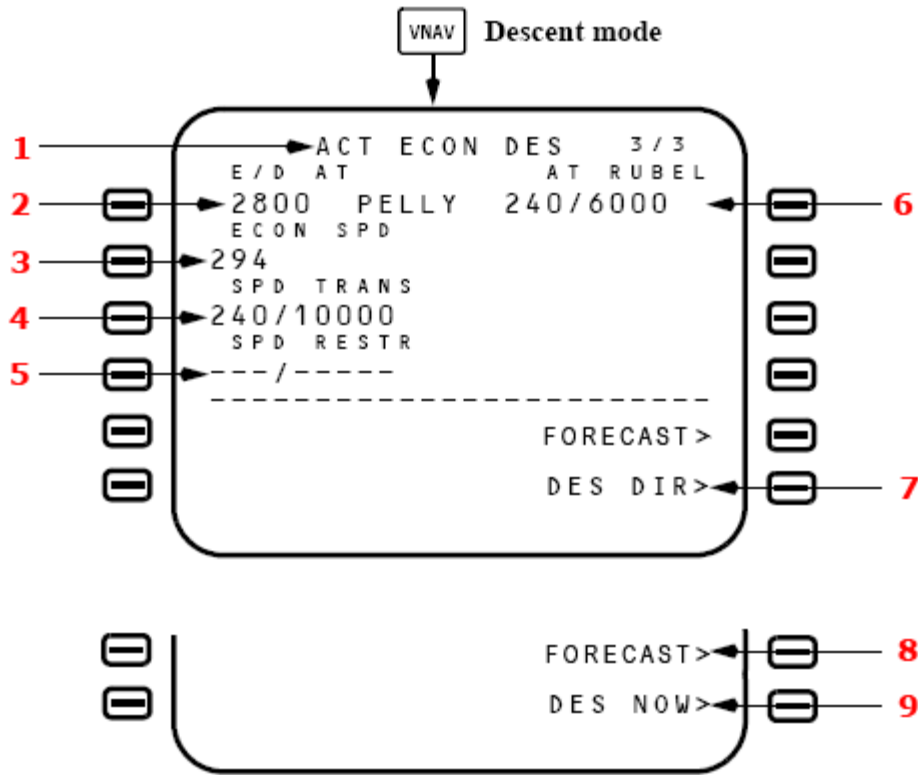 VNAV Descent mode
1 ACT ECON DES 3/3
E/D AT AT RUBEL
2 2800 PELLY 240/6000 6
ECON SPD
3 294
SPD TRANS
4 240/10000
SPD RESTR
5 ---/-----
-------------------------
FORECAST>
DES DIR> 7
FORECAST> 8
DES NOW> 9